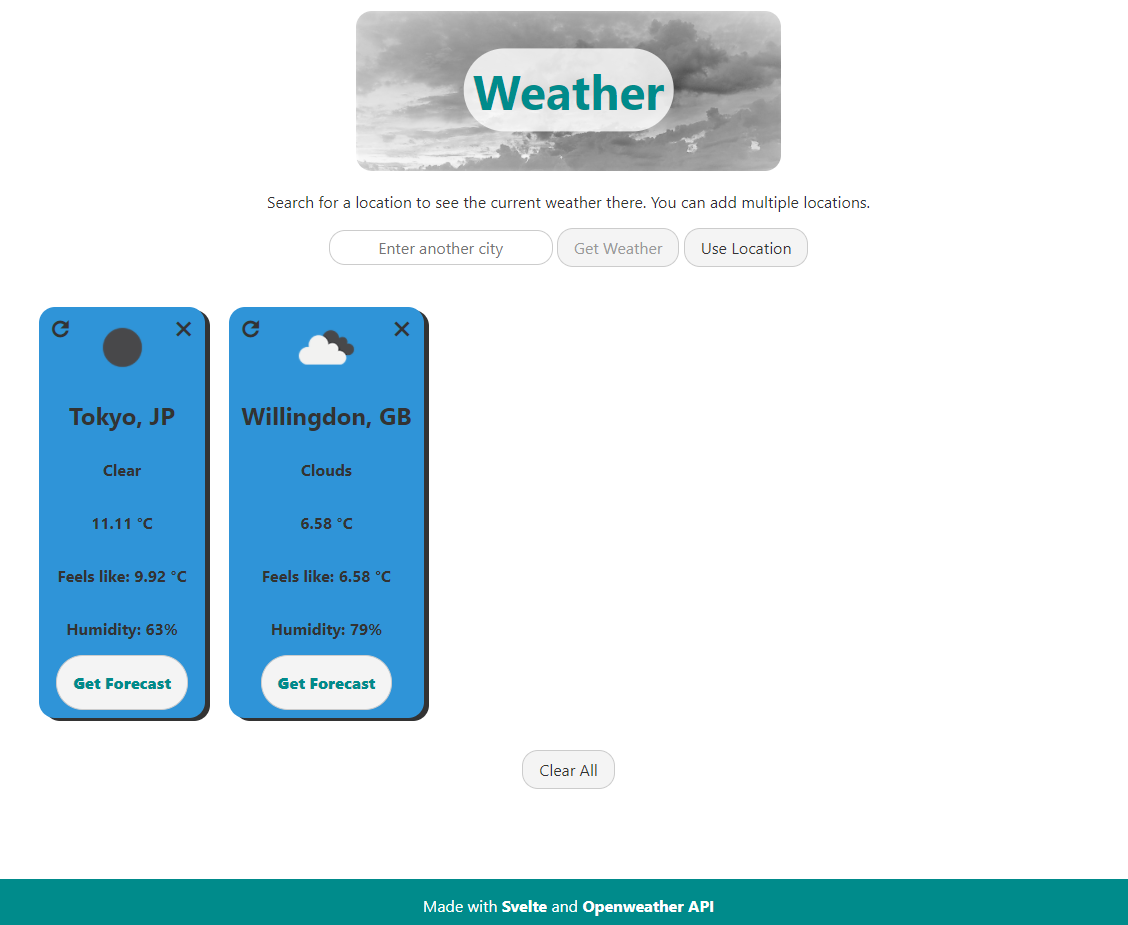 Weather
Search for a location to see the current weather there. You can add multiple locations.
Enter another city Get Weather Use Location
Tokyo, JP
Clear
11.11 °C
Feels like: 9.92 °C
Humidity: 63%
Get Forecast
Willingdon, GB
Clouds
6.58 °C
Feels like: 6.58 °C
Humidity: 79%
Get Forecast
Clear All
Made with Svelte and Openweather API